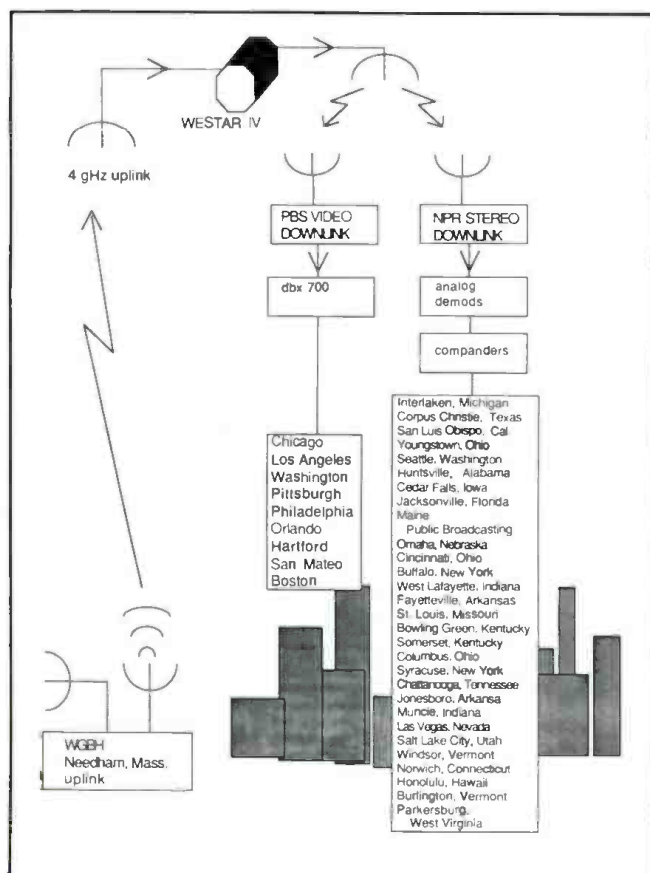 WESTAR IV
4 gHz uplink
PBS VIDEO
DOWNLINK
NPR STEREO
DOWNLINK
dbx 700
analog
demods
companders
Chicago
Los Angeles
Washington
Pittsburgh
Philadelphia
Orlando
Hartford
San Mateo
Boston
Interlaken, Michigan
Corpus Christie, Texas
San Luis Obispo, Cal
Youngstown, Ohio
Seattle, Washington
Huntsville, Alabama
Cedar Falls, Iowa
Jacksonville, Florida
Maine
Public Broadcasting
Omaha, Nebraska
Cincinnati, Ohio
Buffalo, New York
West Lafayette, Indiana
Fayetteville, Arkansas
St. Louis, Missouri
Bowling Green, Kentucky
Somerset, Kentucky
Columbus, Ohio
Syracuse, New York
Chattanooga, Tennessee
Jonesboro, Arkansa
Muncie, Indiana
Las Vegas, Nevada
Salt Lake City, Utah
Windsor, Vermont
Norwich, Connecticut
Honolulu, Hawaii
Burlington, Vermont
Parkersburg,
West Virginia
WGBH
Needham, Mass.
uplink